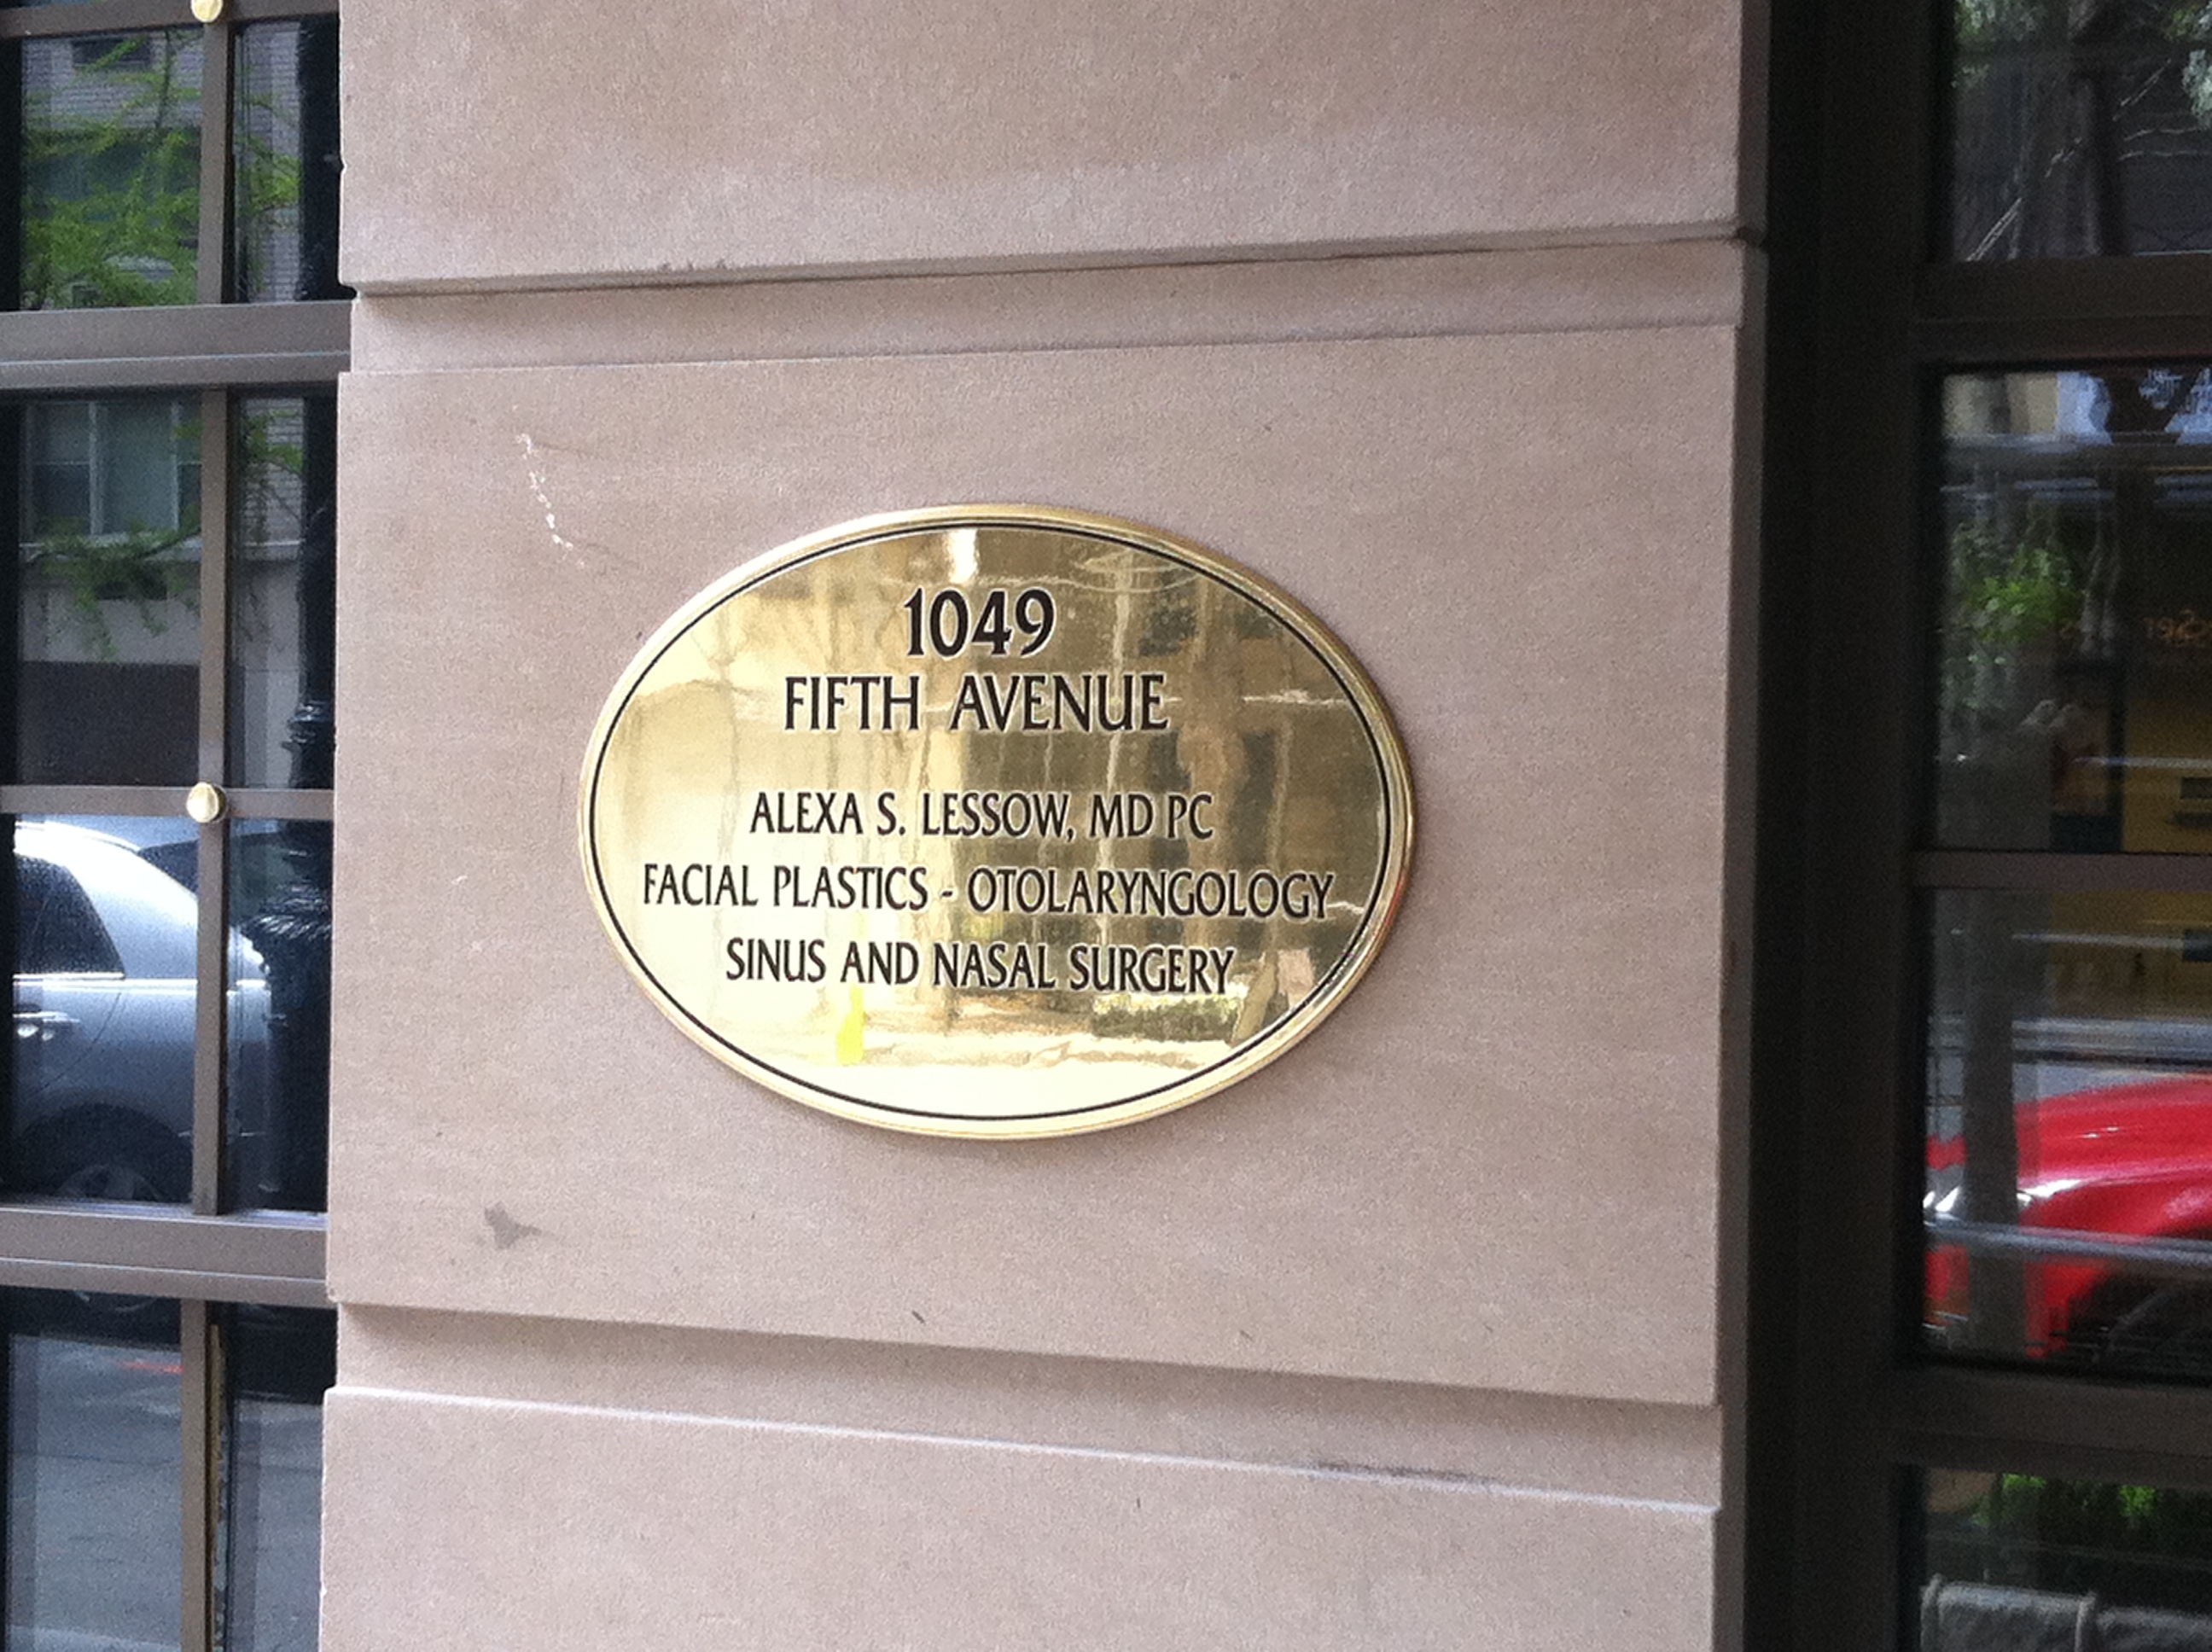 1049
FIFTH AVENUE
ALEXA S. LESSOW, MD PC
FACIAL PLASTICS - OTOLARYNGOLOGY
SINUS AND NASAL SURGERY